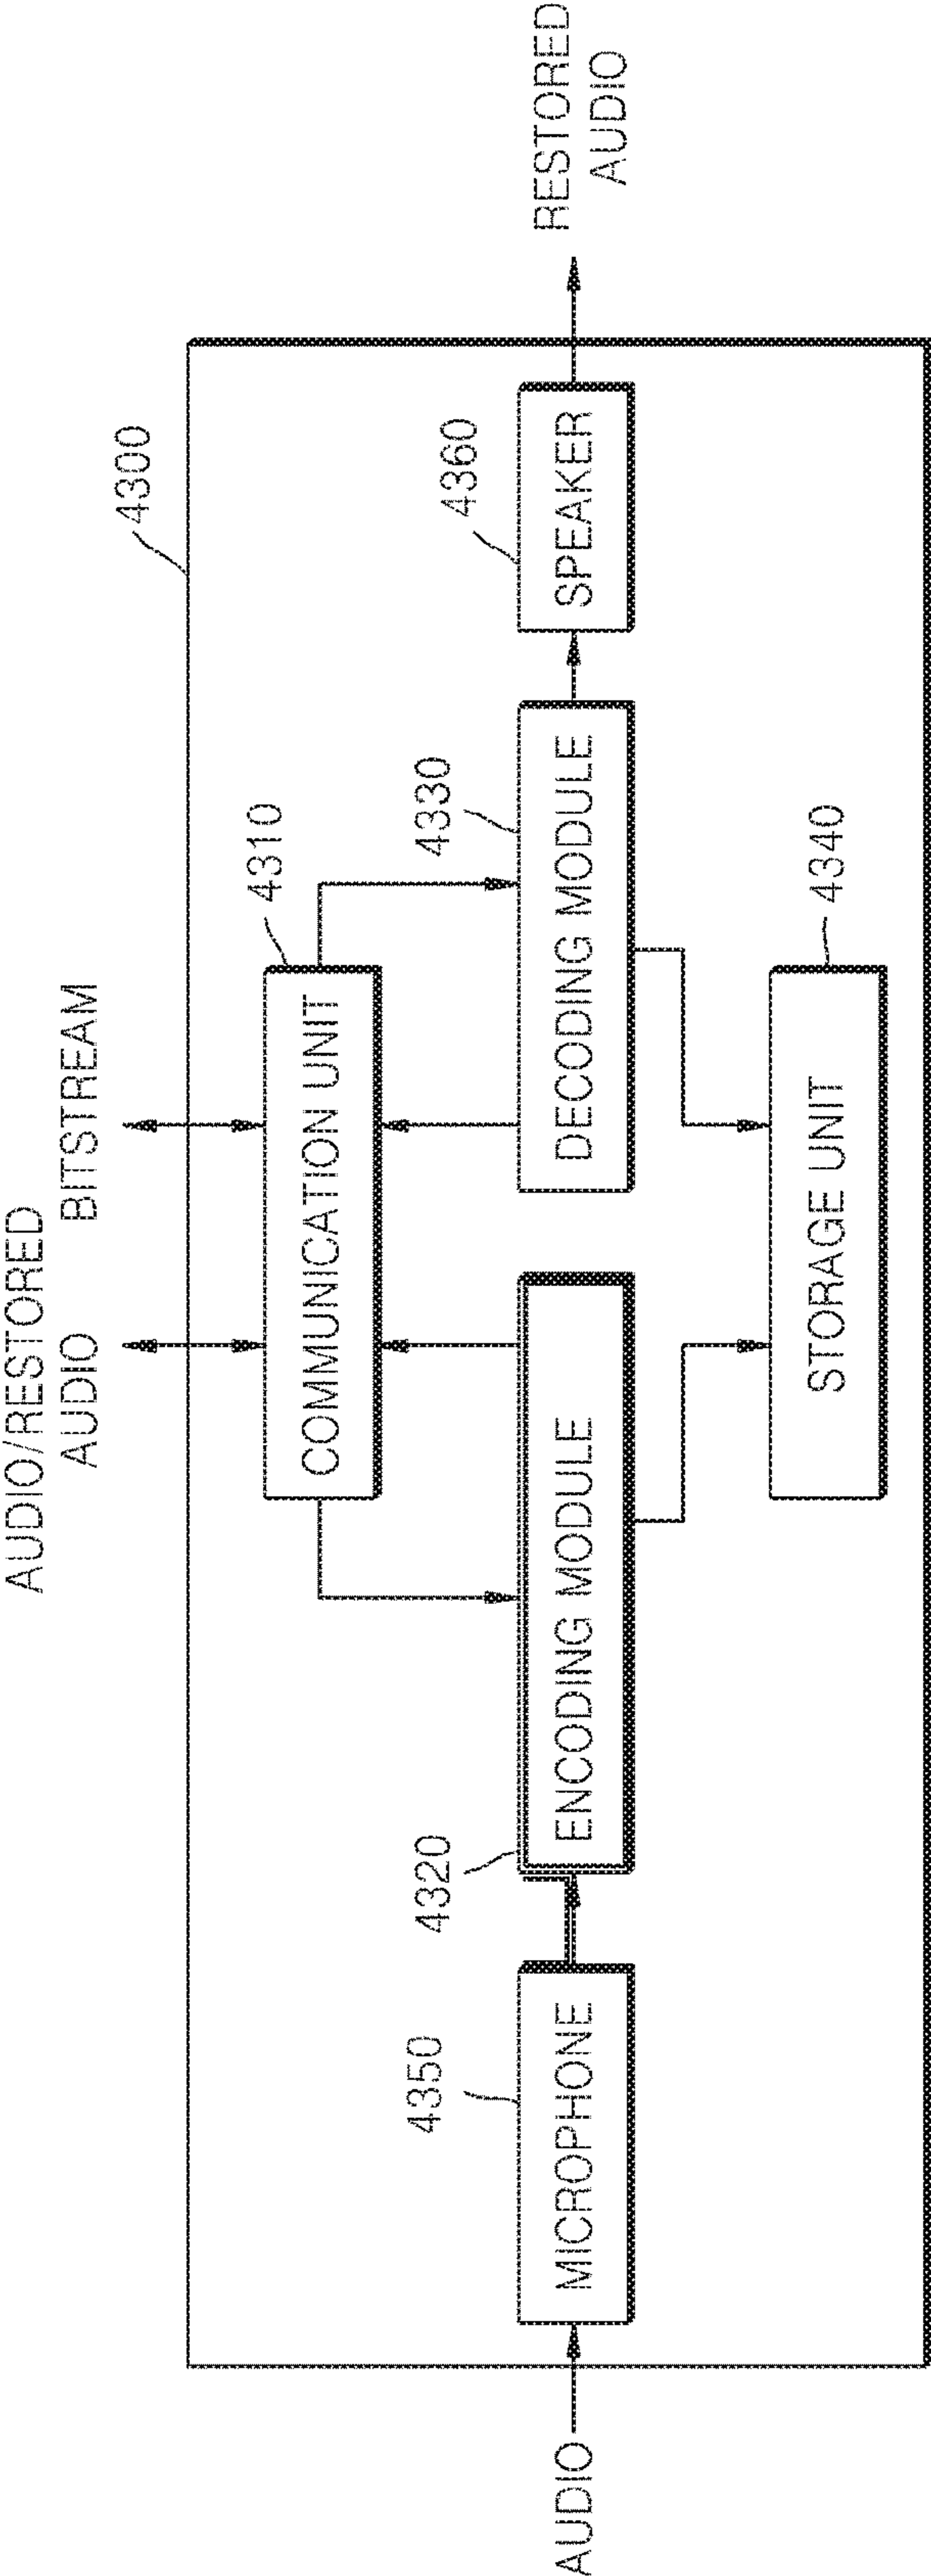 AUDIO/RESTORED
AUDIO
BITSTREAM
4300
4310
COMMUNICATION UNIT
4350
4320
4330
4360
AUDIO
MICROPHONE
ENCODING MODULE
DECODING MODULE
SPEAKER
RESTORED
AUDIO
STORAGE UNIT
4340